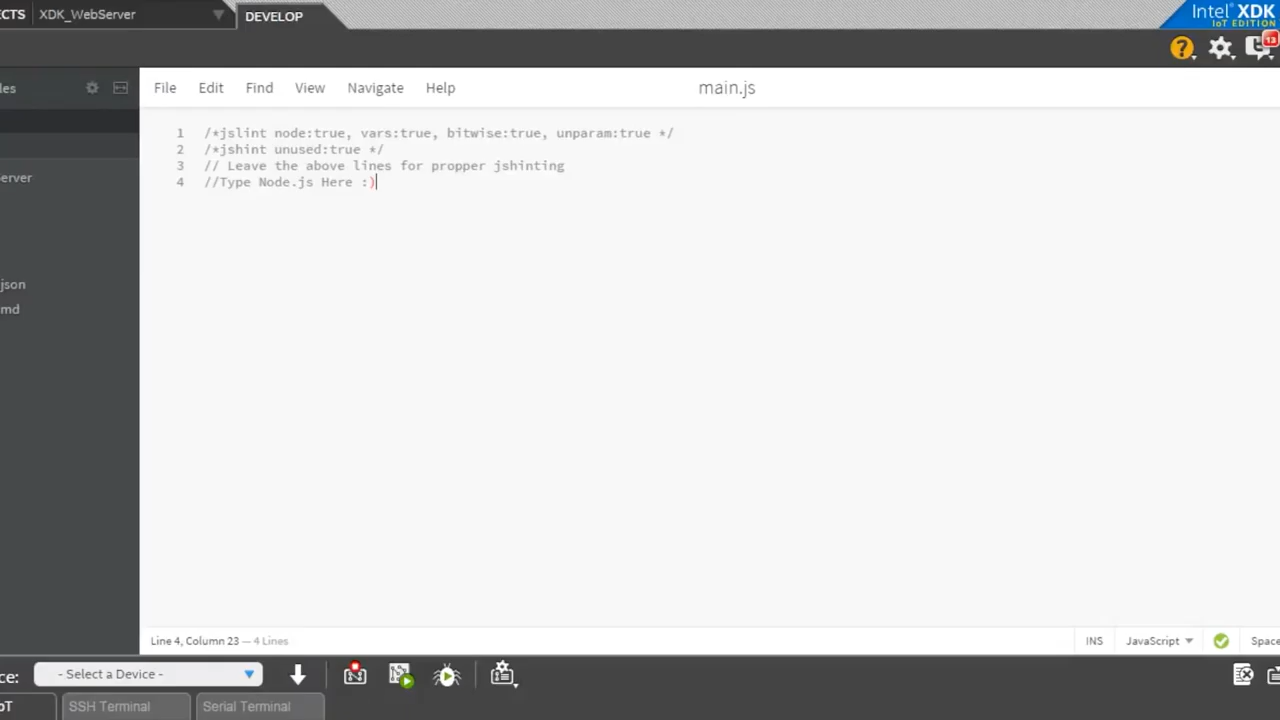 ECTS XDK_WebServer DEVELOP Intel® XDK
IoT EDITION
13
les File Edit Find View Navigate Help main.js
1 /*jslint node:true, vars:true, bitwise:true, unparam:true */
2 /*jshint unused:true */
3 // Leave the above lines for propper jshinting
4 //Type Node.js Here :)
erver
json
md
Line 4, Column 23 — 4 Lines INS JavaScript Space
ce: - Select a Device -
oT SSH Terminal Serial Terminal